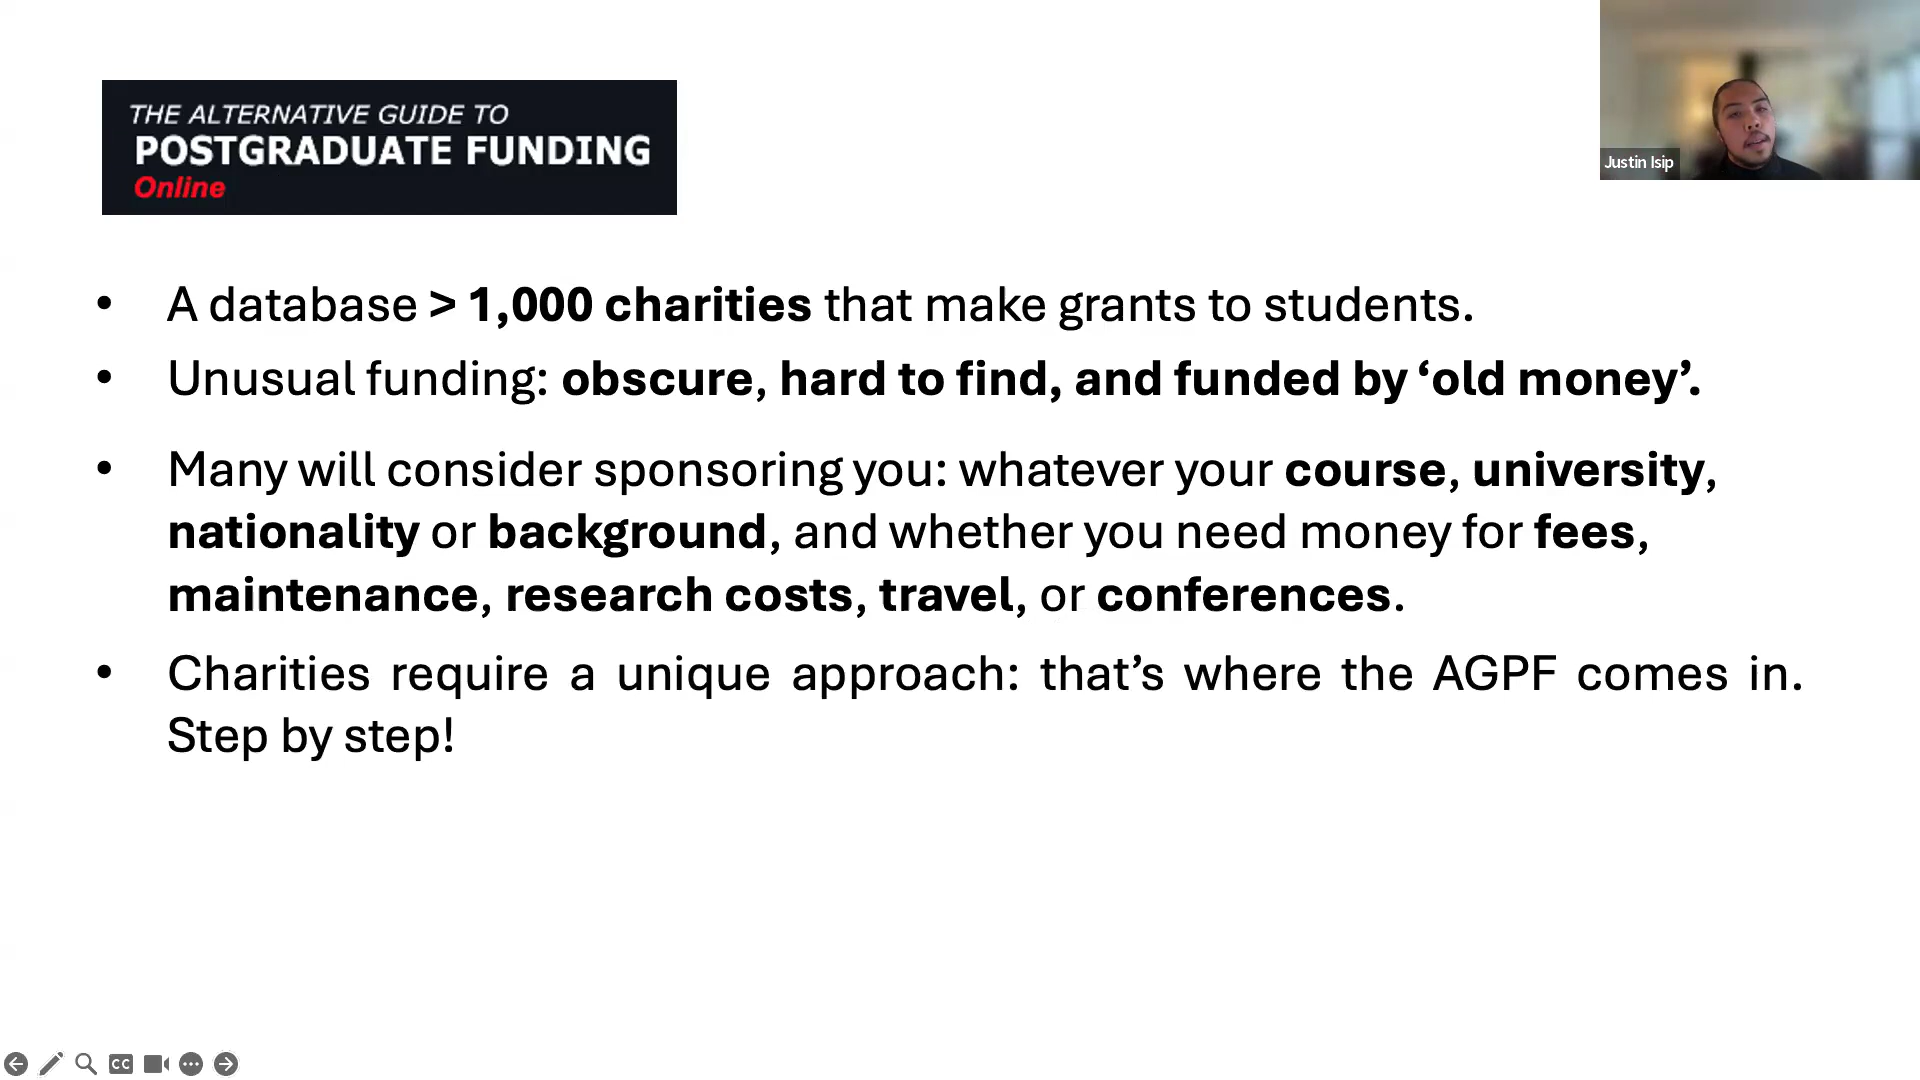 THE ALTERNATIVE GUIDE TO
POSTGRADUATE FUNDING
Online
Justin Isip
• A database > 1,000 charities that make grants to students.
• Unusual funding: obscure, hard to find, and funded by ‘old money’.
• Many will consider sponsoring you: whatever your course, university,
nationality or background, and whether you need money for fees,
maintenance, research costs, travel, or conferences.
• Charities require a unique approach: that’s where the AGPF comes in.
Step by step!
CC